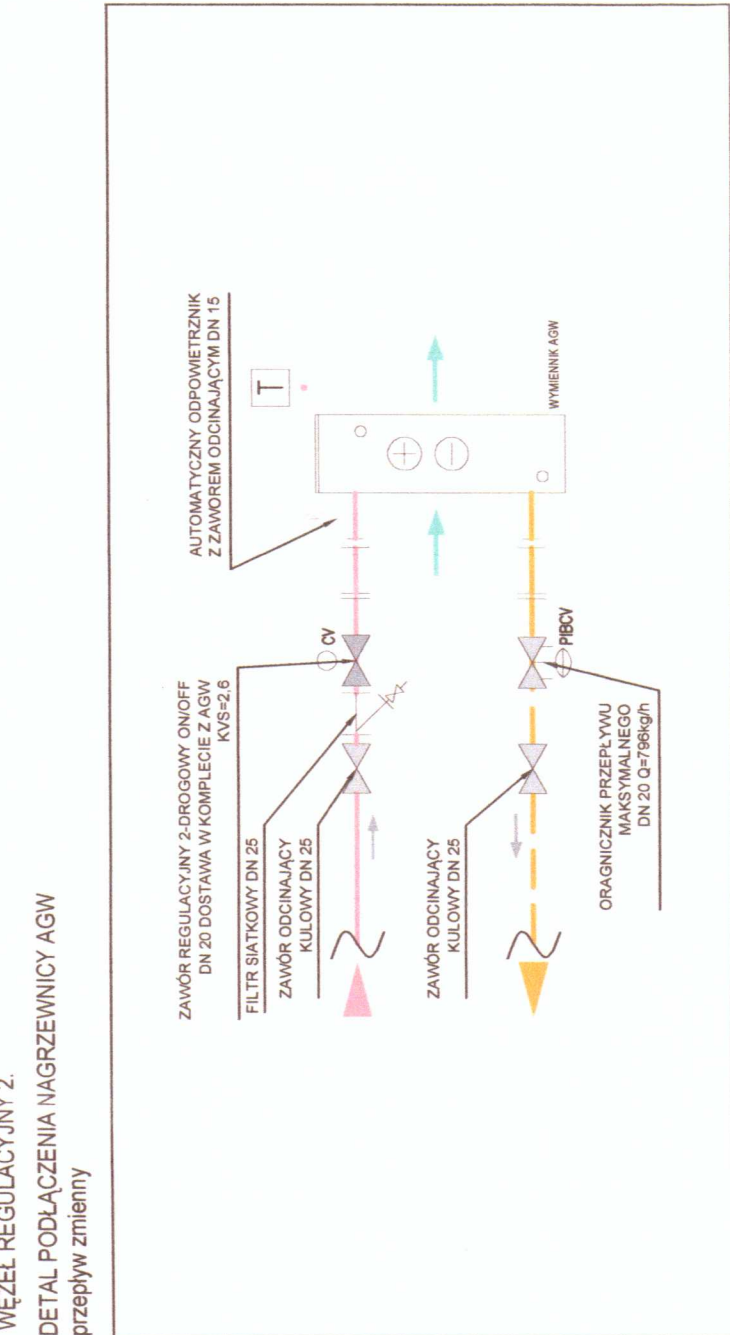 WĘZEŁ REGULACYJNY 2.
DETAL PODŁĄCZENIA NAGRZEWNICY AGW
przepływ zmienny
ZAWÓR REGULACYJNY 2-DROGOWY ON/OFF
DN 20 DOSTAWA W KOMPLECIE Z AGW
KVS=2,6
FILTR SIATKOWY DN 25
ZAWÓR ODCINAJĄCY
KULOWY DN 25
AUTOMATYCZNY ODPOWIETRZNIK
Z ZAWOREM ODCINAJĄCYM DN 15
T
CV
WYMIENNIK AGW
ZAWÓR ODCINAJĄCY
KULOWY DN 25
PIBCV
ORAGNICZNIK PRZEPŁYWU
MAKSYMALNEGO
DN 20 Q=796kg/h